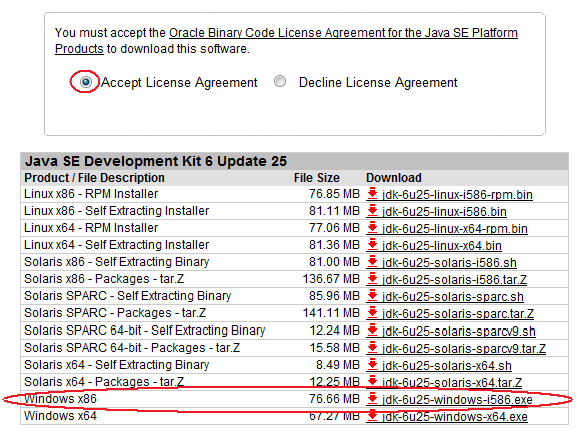 You must accept the Oracle Binary Code License Agreement for the Java SE Platform
Products to download this software.
Accept License Agreement Decline License Agreement
Java SE Development Kit 6 Update 25
Product / File Description File Size Download
Linux x86 - RPM Installer 76.85 MB jdk-6u25-linux-i586-rpm.bin
Linux x86 - Self Extracting Installer 81.11 MB jdk-6u25-linux-i586.bin
Linux x64 - RPM Installer 77.06 MB jdk-6u25-linux-x64-rpm.bin
Linux x64 - Self Extracting Installer 81.36 MB jdk-6u25-linux-x64.bin
Solaris x86 - Self Extracting Binary 81.00 MB jdk-6u25-solaris-i586.sh
Solaris x86 - Packages - tar.Z 136.67 MB jdk-6u25-solaris-i586.tar.Z
Solaris SPARC - Self Extracting Binary 85.96 MB jdk-6u25-solaris-sparc.sh
Solaris SPARC - Packages - tar.Z 141.11 MB jdk-6u25-solaris-sparc.tar.Z
Solaris SPARC 64-bit - Self Extracting Binary 12.24 MB jdk-6u25-solaris-sparcv9.sh
Solaris SPARC 64-bit - Packages - tar.Z 15.58 MB jdk-6u25-solaris-sparcv9.tar.Z
Solaris x64 - Self Extracting Binary 8.49 MB jdk-6u25-solaris-x64.sh
Solaris x64 - Packages - tar.Z 12.25 MB jdk-6u25-solaris-x64.tar.Z
Windows x86 76.66 MB jdk-6u25-windows-i586.exe
Windows x64 67.27 MB jdk-6u25-windows-x64.exe